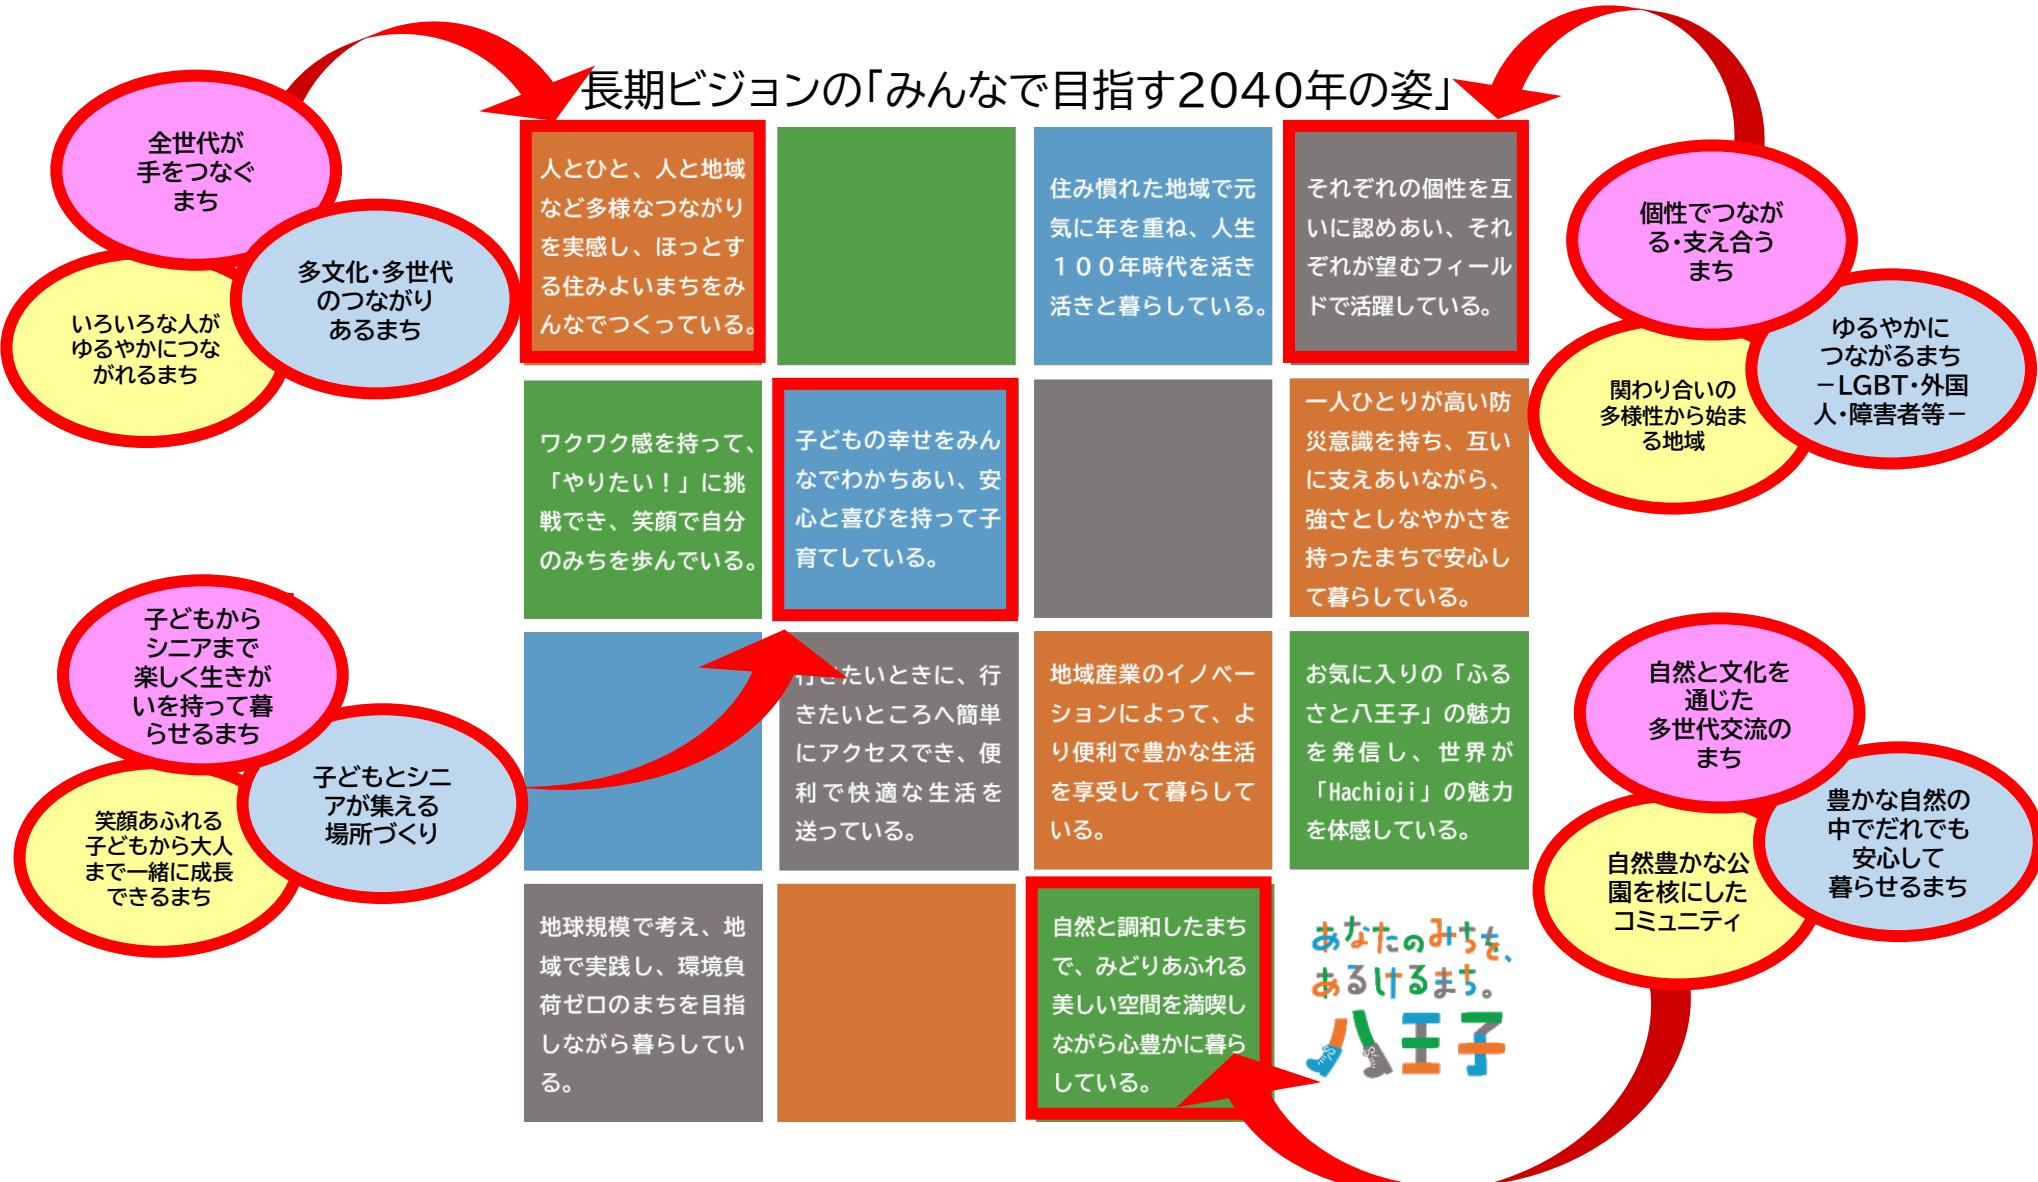 長期ビジョンの「みんなで目指す2040年の姿」
全世代が
手をつなぐ
まち
多文化・多世代
のつながり
あるまち
いろいろな人が
ゆるやかにつな
がれるまち
人とひと、人と地域
など多様なつながり
を実感し、ほっとす
る住みよいまちをみ
んなでつくっている。
住み慣れた地域で元
気に年を重ね、人生
１００年時代を活き
活きと暮らしている。
それぞれの個性を互
いに認めあい、それ
ぞれが望むフィール
ドで活躍している。
個性でつなが
る・支え合う
まち
ゆるやかに
つながるまち
－LGBT・外国
人・障害者等－
関わり合いの
多様性から始ま
る地域
ワクワク感を持って、
「やりたい！」に挑
戦でき、笑顔で自分
のみちを歩んでいる。
子どもの幸せをみん
なでわかちあい、安
心と喜びを持って子
育てしている。
一人ひとりが高い防
災意識を持ち、互い
に支えあいながら、
強さとしなやかさを
持ったまちで安心し
て暮らしている。
子どもから
シニアまで
楽しく生きが
いを持って暮
らせるまち
子どもとシニ
アが集える
場所づくり
笑顔あふれる
子どもから大人
まで一緒に成長
できるまち
行きたいときに、行
きたいところへ簡単
にアクセスでき、便
利で快適な生活を
送っている。
地域産業のイノベー
ションによって、よ
り便利で豊かな生活
を享受して暮らして
いる。
お気に入りの「ふる
さと八王子」の魅力
を発信し、世界が
「Hachioji」の魅力
を体感している。
自然と文化を
通じた
多世代交流の
まち
豊かな自然の
中でだれでも
安心して
暮らせるまち
自然豊かな公
園を核にした
コミュニティ
地球規模で考え、地
域で実践し、環境負
荷ゼロのまちを目指
しながら暮らしてい
る。
自然と調和したまち
で、みどりあふれる
美しい空間を満喫し
ながら心豊かに暮ら
している。
あなたのみちを、
あるけるまち。
八王子